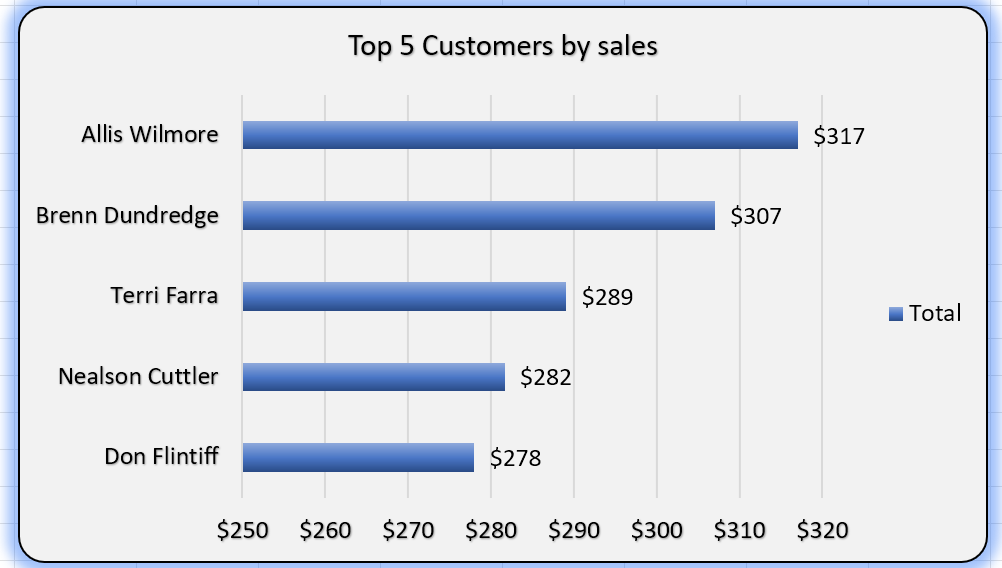 Top 5 Customers by sales
Allis Wilmore $317
Brenn Dundredge $307
Terri Farra $289
Total
Nealson Cuttler $282
Don Flintiff $278
$250 $260 $270 $280 $290 $300 $310 $320